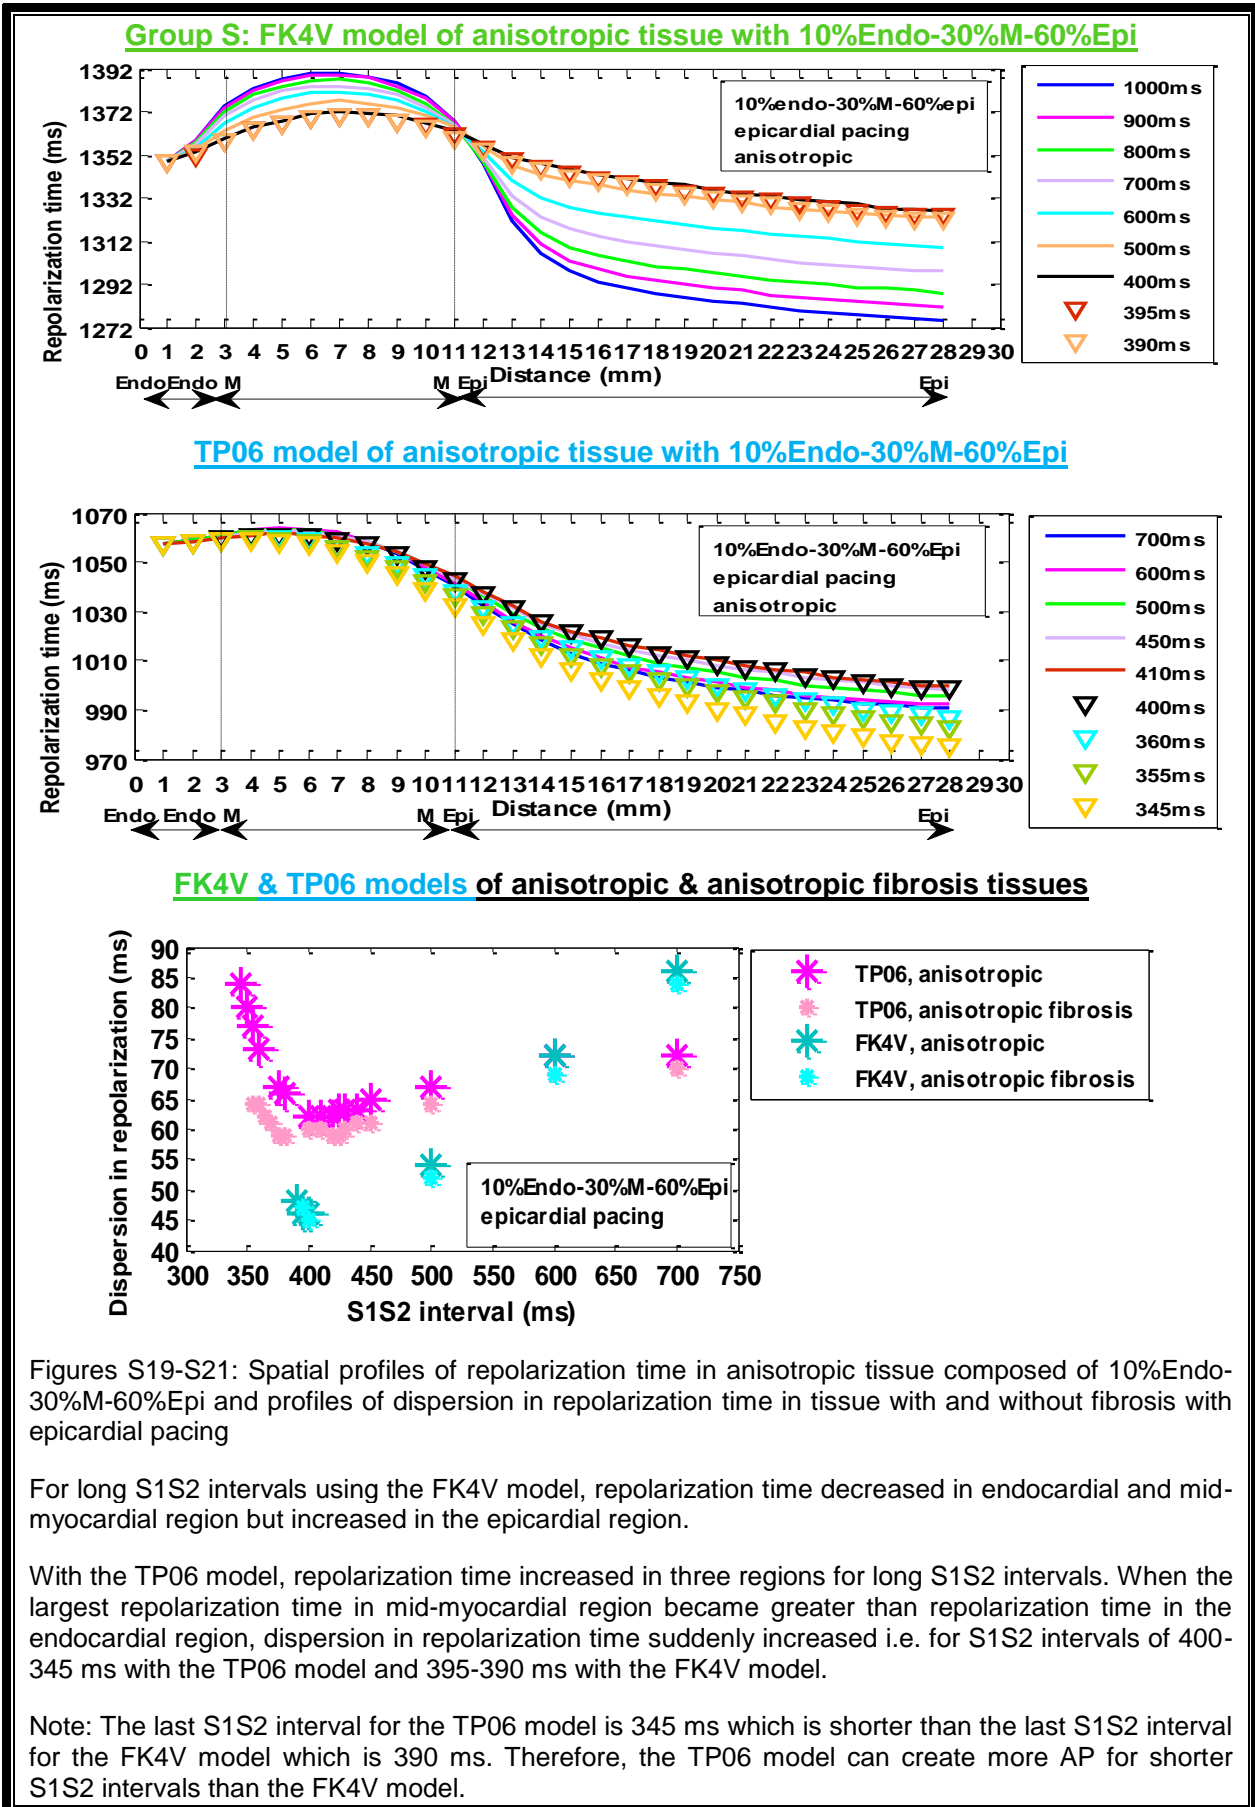 Group S: FK4V model of anisotropic tissue with 10%Endo-30%M-60%Epi
1392
1372
1352
1332
1312
1292
1272
Repolarization time (ms)
10%endo-30%M-60%epi
epicardial pacing
anisotropic
1000ms
900ms
800ms
700ms
600ms
500ms
400ms
395ms
390ms
0 1 2 3 4 5 6 7 8 9 10 11 12 13 14 15 16 17 18 19 20 21 22 23 24 25 26 27 28 29 30
Distance (mm)
Endo Endo M M Epi Epi
TP06 model of anisotropic tissue with 10%Endo-30%M-60%Epi
1070
1050
1030
1010
990
970
Repolarization time (ms)
10%Endo-30%M-60%Epi
epicardial pacing
anisotropic
700ms
600ms
500ms
450ms
410ms
400ms
360ms
355ms
345ms
0 1 2 3 4 5 6 7 8 9 10 11 12 13 14 15 16 17 18 19 20 21 22 23 24 25 26 27 28 29 30
Distance (mm)
Endo Endo M M Epi Epi
FK4V & TP06 models of anisotropic & anisotropic fibrosis tissues
90
85
80
75
70
65
60
55
50
45
40
Dispersion in repolarization (ms)
10%Endo-30%M-60%Epi
epicardial pacing
TP06, anisotropic
TP06, anisotropic fibrosis
FK4V, anisotropic
FK4V, anisotropic fibrosis
300 350 400 450 500 550 600 650 700 750
S1S2 interval (ms)
Figures S19-S21: Spatial profiles of repolarization time in anisotropic tissue composed of 10%Endo-
30%M-60%Epi and profiles of dispersion in repolarization time in tissue with and without fibrosis with
epicardial pacing
For long S1S2 intervals using the FK4V model, repolarization time decreased in endocardial and mid-
myocardial region but increased in the epicardial region.
With the TP06 model, repolarization time increased in three regions for long S1S2 intervals. When the
largest repolarization time in mid-myocardial region became greater than repolarization time in the
endocardial region, dispersion in repolarization time suddenly increased i.e. for S1S2 intervals of 400-
345 ms with the TP06 model and 395-390 ms with the FK4V model.
Note: The last S1S2 interval for the TP06 model is 345 ms which is shorter than the last S1S2 interval
for the FK4V model which is 390 ms. Therefore, the TP06 model can create more AP for shorter
S1S2 intervals than the FK4V model.